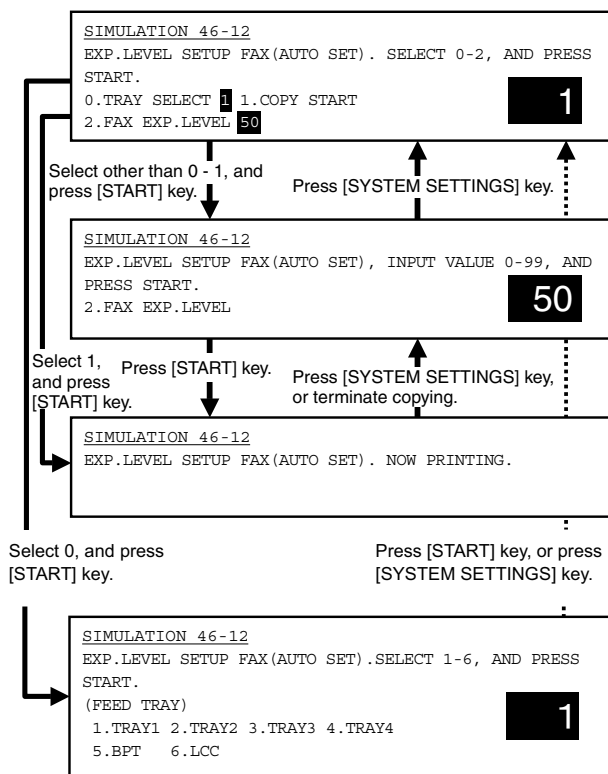 SIMULATION 46-12
EXP.LEVEL SETUP FAX(AUTO SET). SELECT 0-2, AND PRESS
START.
0.TRAY SELECT 1 1.COPY START
2.FAX EXP.LEVEL 50
1
Select other than 0 - 1, and
press [START] key.
Press [SYSTEM SETTINGS] key.
SIMULATION 46-12
EXP.LEVEL SETUP FAX(AUTO SET), INPUT VALUE 0-99, AND
PRESS START.
2.FAX EXP.LEVEL
50
Select 1,
and press
[START] key.
Press [START] key.
Press [SYSTEM SETTINGS] key,
or terminate copying.
SIMULATION 46-12
EXP.LEVEL SETUP FAX(AUTO SET). NOW PRINTING.
Select 0, and press
[START] key.
Press [START] key, or press
[SYSTEM SETTINGS] key.
SIMULATION 46-12
EXP.LEVEL SETUP FAX(AUTO SET).SELECT 1-6, AND PRESS
START.
(FEED TRAY)
1.TRAY1 2.TRAY2 3.TRAY3 4.TRAY4
5.BPT 6.LCC
1